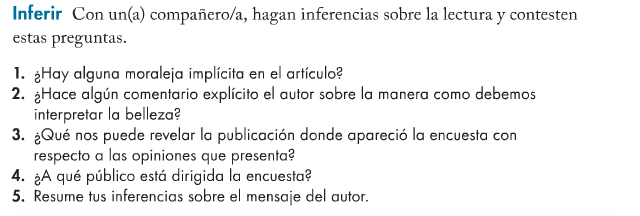 Inferir Con un(a) compañero/a, hagan inferencias sobre la lectura y contesten
estas preguntas.
1. ¿Hay alguna moraleja implícita en el artículo?
2. ¿Hace algún comentario explícito el autor sobre la manera como debemos
interpretar la belleza?
3. ¿Qué nos puede revelar la publicación donde apareció la encuesta con
respecto a las opiniones que presenta?
4. ¿A qué público está dirigida la encuesta?
5. Resume tus inferencias sobre el mensaje del autor.